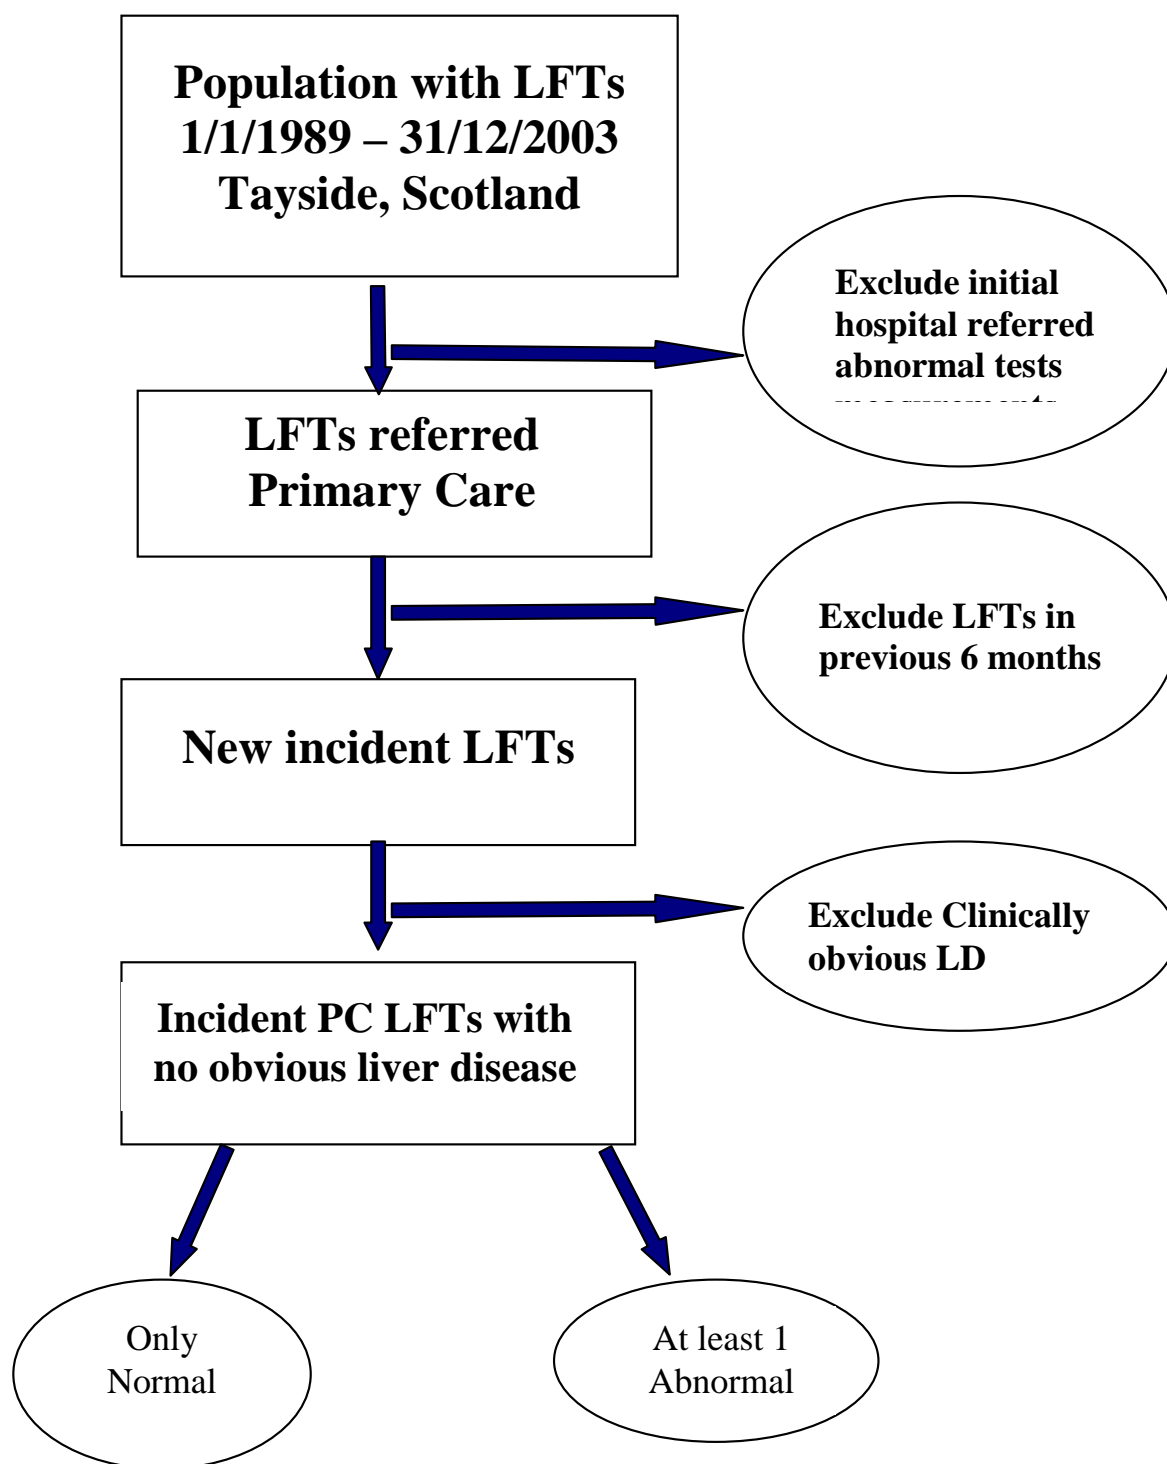 Population with LFTs
1/1/1989 – 31/12/2003
Tayside, Scotland
Exclude initial
hospital referred
abnormal tests
LFTs referred
Primary Care
Exclude LFTs in
previous 6 months
New incident LFTs
Exclude Clinically
obvious LD
Incident PC LFTs with
no obvious liver disease
Only
Normal
At least 1
Abnormal